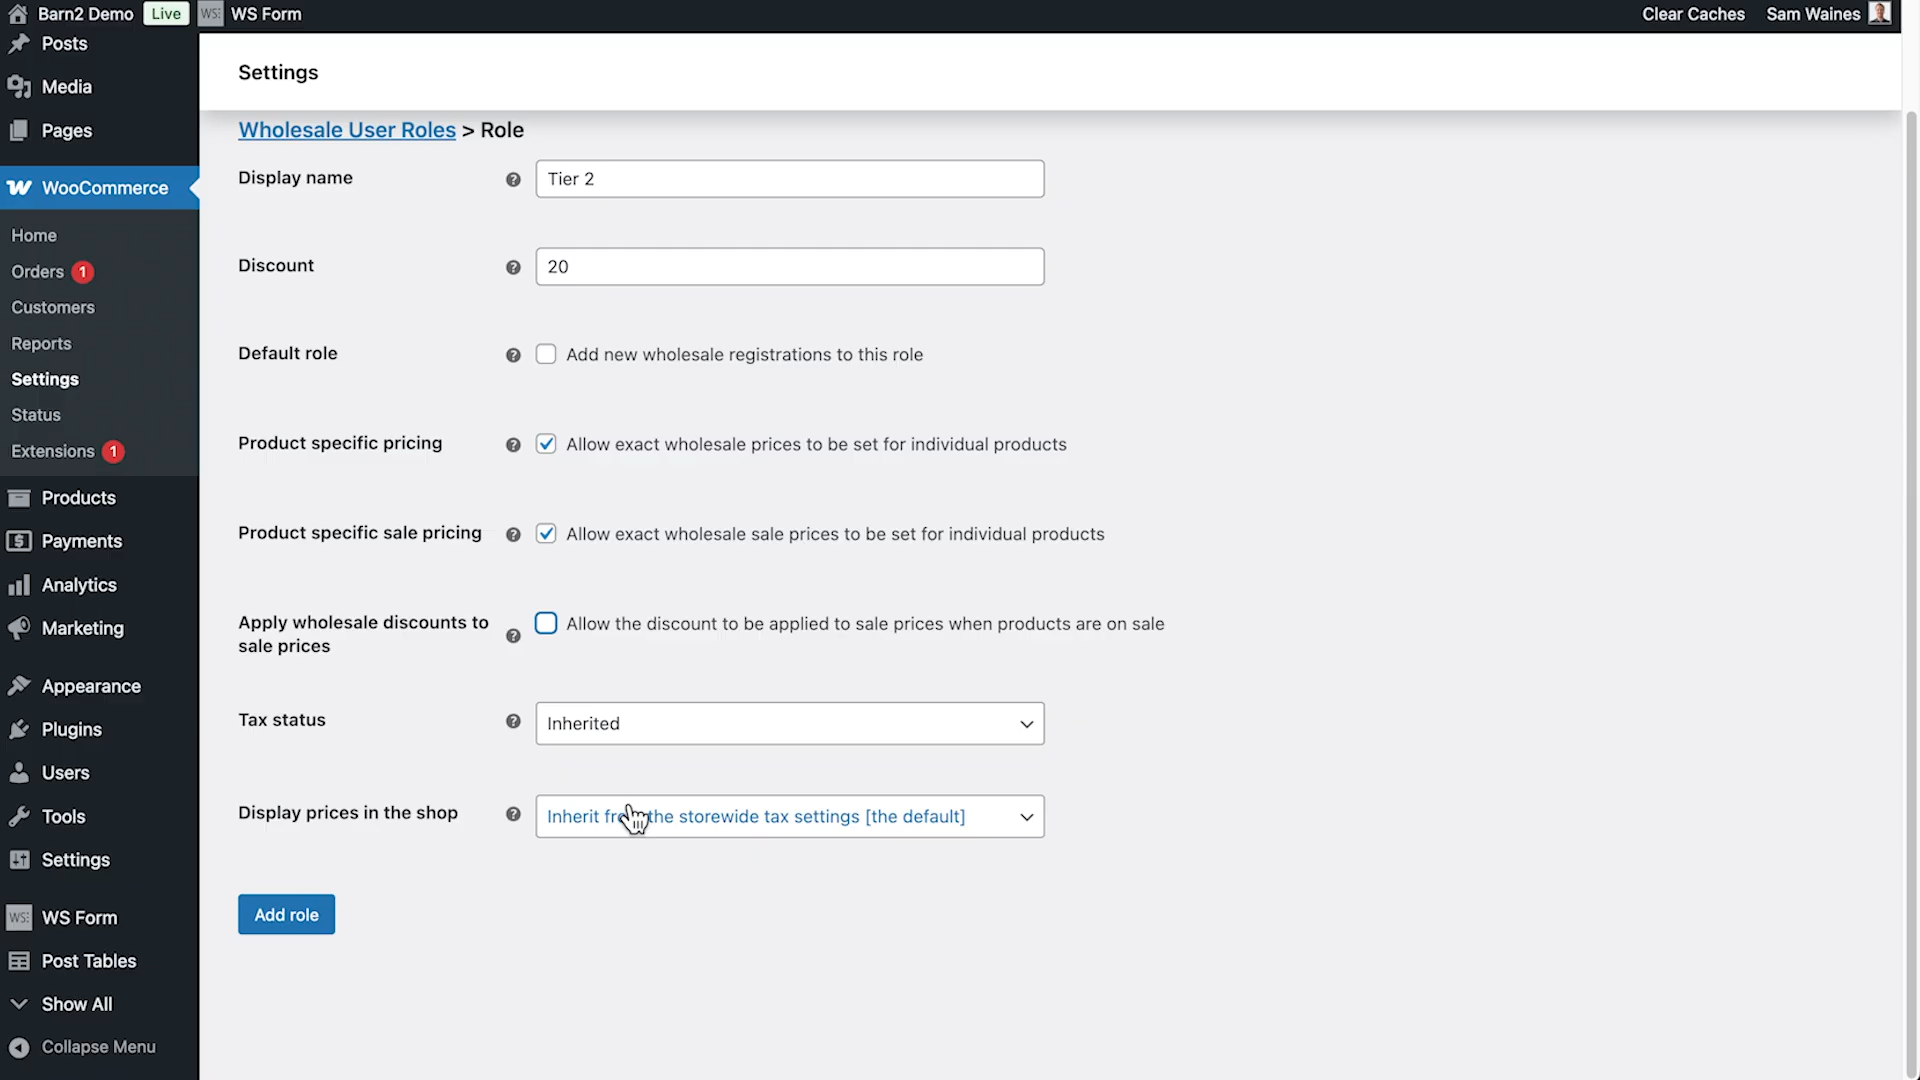 Barn2 Demo Live WS: WS Form Clear Caches Sam Waines
Posts
Media
Pages
WooCommerce
Home
Orders 1
Customers
Reports
Settings
Status
Extensions 1
Products
Payments
Analytics
Marketing
Appearance
Plugins
Users
Tools
Settings
WS: WS Form
Post Tables
Show All
Collapse Menu
Settings
Wholesale User Roles > Role
Display name Tier 2
Discount 20
Default role Add new wholesale registrations to this role
Product specific pricing Allow exact wholesale prices to be set for individual products
Product specific sale pricing Allow exact wholesale sale prices to be set for individual products
Apply wholesale discounts to
sale prices
Allow the discount to be applied to sale prices when products are on sale
Tax status Inherited
Display prices in the shop Inherit from the storewide tax settings [the default]
Add role